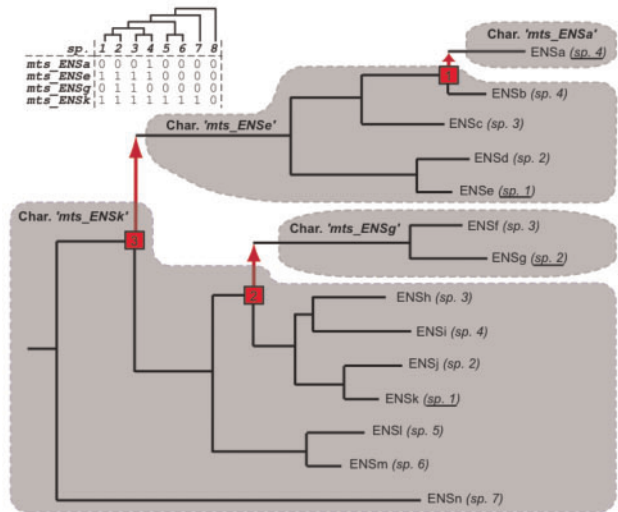 sp. 1 2 3 4 5 6 7 8
mts_ENSa 0 0 0 1 0 0 0 0
mts_ENSe 1 1 1 1 0 0 0 0
mts_ENSg 0 1 1 0 0 0 0 0
mts_ENSk 1 1 1 1 1 1 1 0
Char. 'mts_ENSa'
ENSa (sp. 4)
1
ENSb (sp. 4)
Char. 'mts_ENSe'
ENSc (sp. 3)
ENSd (sp. 2)
ENSe (sp. 1)
Char. 'mts_ENSk'
Char. 'mts_ENSg'
ENSf (sp. 3)
3
ENSg (sp. 2)
2
ENSh (sp. 3)
ENSi (sp. 4)
ENSj (sp. 2)
ENSk (sp. 1)
ENSl (sp. 5)
ENSm (sp. 6)
ENSn (sp. 7)